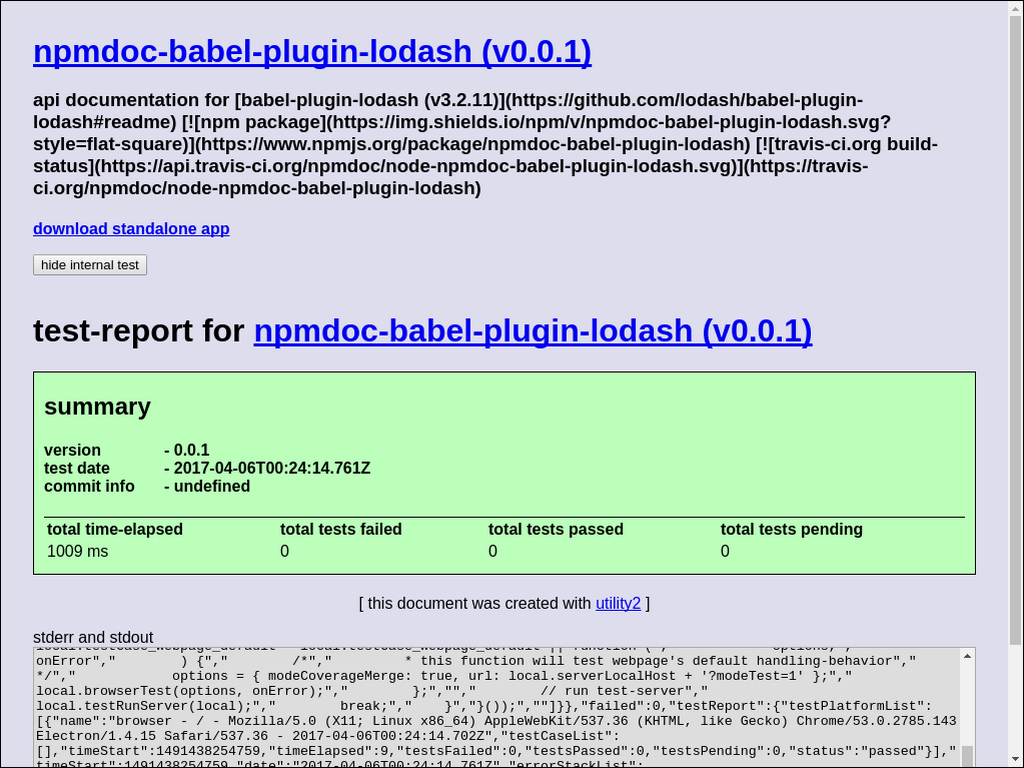 npmdoc-babel-plugin-lodash (v0.0.1)
api documentation for [babel-plugin-lodash (v3.2.11)](https://github.com/lodash/babel-plugin-
lodash#readme) [![npm package](https://img.shields.io/npm/v/npmdoc-babel-plugin-lodash.svg?
style=flat-square)](https://www.npmjs.org/package/npmdoc-babel-plugin-lodash) [![travis-ci.org build-
status](https://api.travis-ci.org/npmdoc/node-npmdoc-babel-plugin-lodash.svg)](https://travis-
ci.org/npmdoc/node-npmdoc-babel-plugin-lodash)
download standalone app
hide internal test
test-report for npmdoc-babel-plugin-lodash (v0.0.1)
summary
version - 0.0.1
test date - 2017-04-06T00:24:14.761Z
commit info - undefined
total time-elapsed total tests failed total tests passed total tests pending
1009 ms 0 0 0
[ this document was created with utility2 ]
stderr and stdout
onError","        ) {","        /*","         * this function will test webpage's default handling-behavior","
*/","            options = { modeCoverageMerge: true, url: local.serverLocalHost + '?modeTest=1' };","
local.browserTest(options, onError);","        };","","        // run test-server","
local.testRunServer(local);","        break;","    }","}());",""]}},"failed":0,"testReport":{"testPlatformList":
[{"name":"browser - / - Mozilla/5.0 (X11; Linux x86_64) AppleWebKit/537.36 (KHTML, like Gecko) Chrome/53.0.2785.143
Electron/1.4.15 Safari/537.36 - 2017-04-06T00:24:14.702Z","testCaseList":
[],"timeStart":1491438254759,"timeElapsed":9,"testsFailed":0,"testsPassed":0,"testsPending":0,"status":"passed"}],"
timeStart":1491438254759,"date":"2017-04-06T00:24:14.761Z","errorStackList":